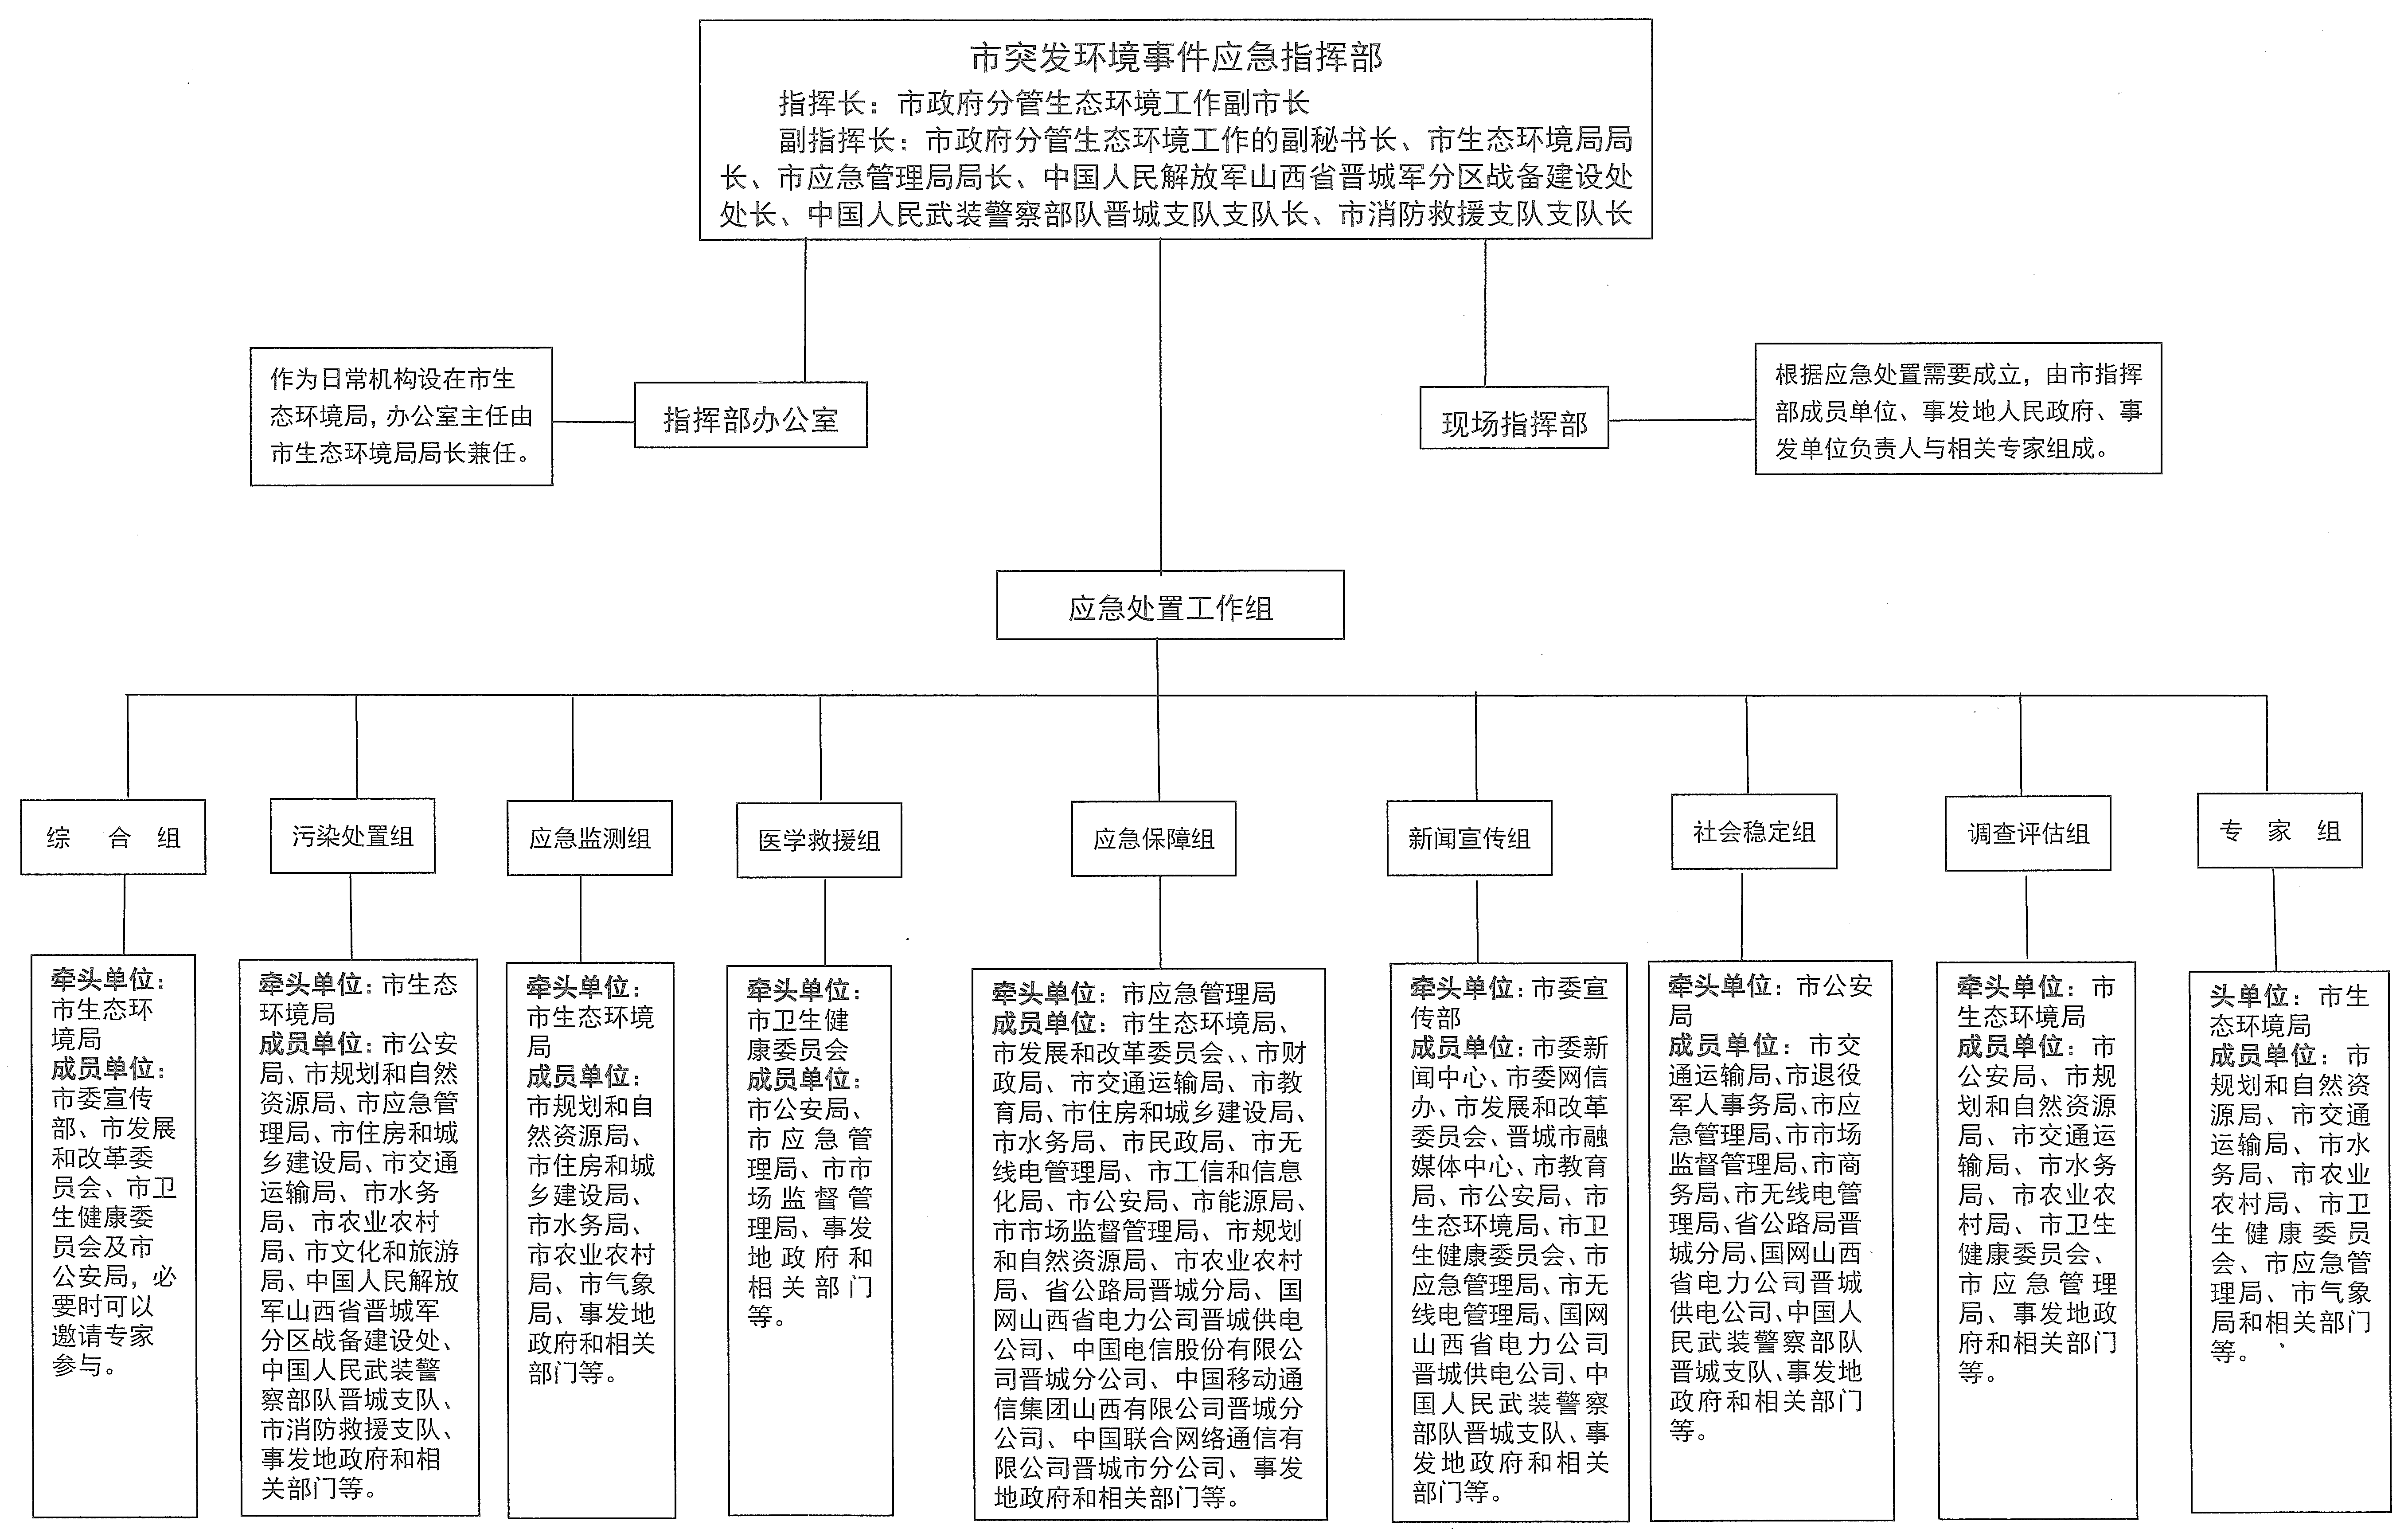 市突发环境事件应急指挥部
指挥长：市政府分管生态环境工作副市长
副指挥长：市政府分管生态环境工作的副秘书长、市生态环境局局
长、市应急管理局局长、中国人民解放军山西省晋城军分区战备建设处
处长、中国人民武装警察部队晋城支队支队长、市消防救援支队支队长
作为日常机构设在市生
态环境局，办公室主任由
市生态环境局局长兼任。
指挥部办公室
现场指挥部
根据应急处置需要成立，由市指挥
部成员单位、事发地人民政府、事
发单位负责人与相关专家组成。
应急处置工作组
综 合 组
污染处置组
应急监测组
医学救援组
应急保障组
新闻宣传组
社会稳定组
调查评估组
专 家 组
牵头单位：
市生态环
境局
成员单位：
市委宣传
部、市发展
和改革委
员会、市卫
生健康委
员会及市
公安局，必
要时可以
邀请专家
参与。
牵头单位：市生态
环境局
成员单位：市公安
局、市规划和自然
资源局、市应急管
理局、市住房和城
乡建设局、市交通
运输局、市水务
局、市农业农村
局、市文化和旅游
局、中国人民解放
军山西省晋城军
分区战备建设处、
中国人民武装警
察部队晋城支队、
市消防救援支队、
事发地政府和相
关部门等。
牵头单位：
市生态环境
局
成员单位：
市规划和自
然资源局、
市住房和城
乡建设局、
市水务局、
市农业农村
局、市气象
局、事发地
政府和相关
部门等。
牵头单位：
市卫生健
康委员会
成员单位：
市公安局、
市应急管
理局、市市
场监督管
理局、事发
地政府和
相关部门
等。
牵头单位：市应急管理局
成员单位：市生态环境局、
市发展和改革委员会、、市财
政局、市交通运输局、市教
育局、市住房和城乡建设局、
市水务局、市民政局、市无
线电管理局、市工信和信息
化局、市公安局、市能源局、
市市场监督管理局、市规划
和自然资源局、市农业农村
局、省公路局晋城分局、国
网山西省电力公司晋城供电
公司、中国电信股份有限公
司晋城分公司、中国移动通
信集团山西有限公司晋城分
公司、中国联合网络通信有
限公司晋城市分公司、事发
地政府和相关部门等。
牵头单位：市委宣
传部
成员单位：市委新
闻中心、市委网信
办、市发展和改革
委员会、晋城市融
媒体中心、市教育
局、市公安局、市
生态环境局、市卫
生健康委员会、市
应急管理局、市无
线电管理局、国网
山西省电力公司
晋城供电公司、中
国人民武装警察
部队晋城支队、事
发地政府和相关
部门等。
牵头单位：市公安
局
成员单位：市交
通运输局、市退役
军人事务局、市应
急管理局、市市场
监督管理局、市商
务局、市无线电管
理局、省公路局晋
城分局、国网山西
省电力公司晋城
供电公司、中国人
民武装警察部队
晋城支队、事发地
政府和相关部门
等。
牵头单位：市
生态环境局
成员单位：市
公安局、市规
划和自然资源
局、市交通运
输局、市水务
局、市农业农
村局、市卫生
健康委员会、
市应急管理
局、事发地政
府和相关部门
等。
头单位：市生
态环境局
成员单位：市
规划和自然资
源局、市交通
运输局、市水
务局、市农业
农村局、市卫
生健康委员
会、市应急管
理局、市气象
局和相关部门
等。